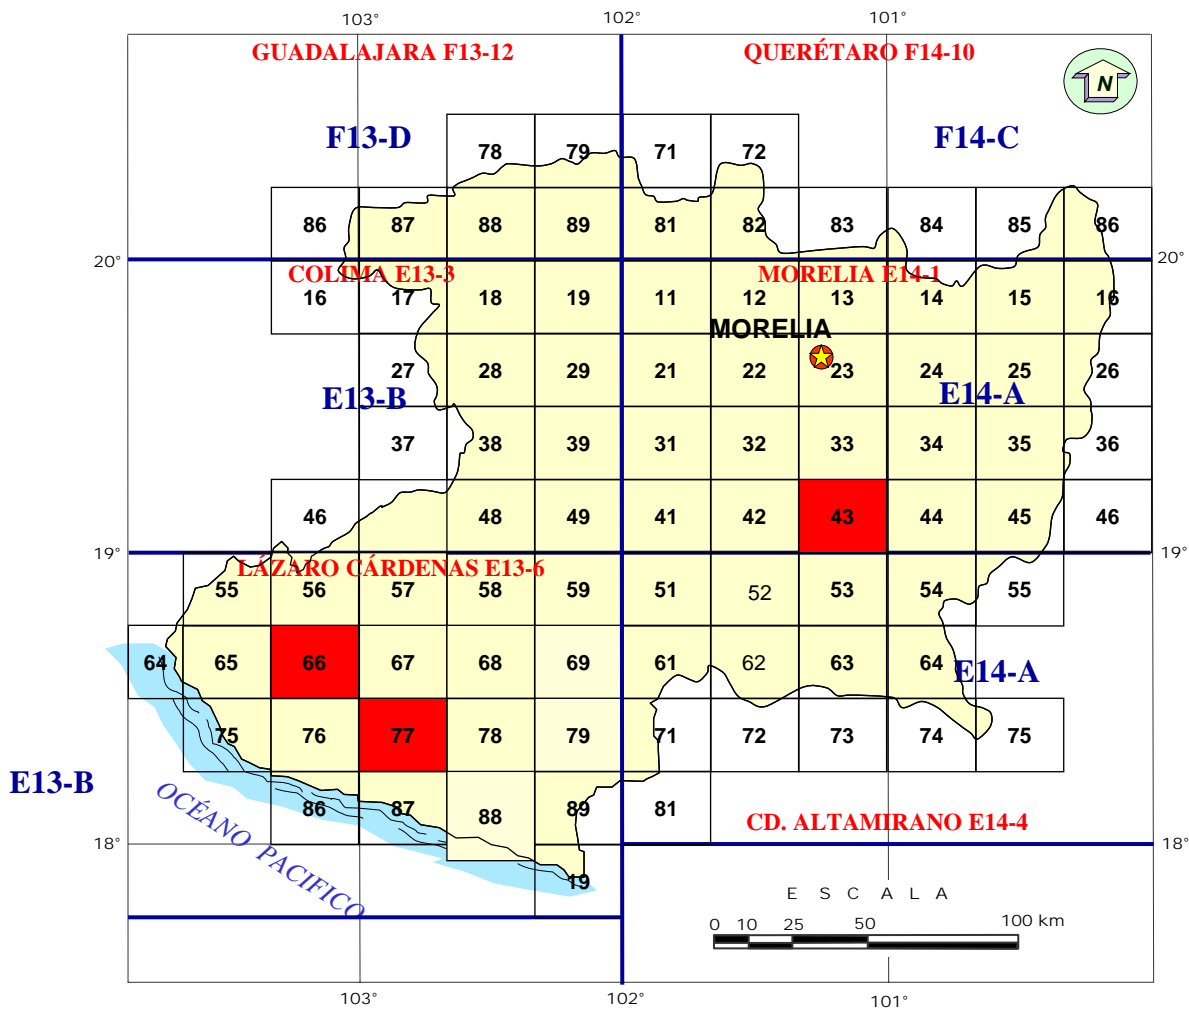 103° 102° 101°
GUADALAJARA F13-12 QUERÉTARO F14-10
N
F13-D F14-C
78 79 71 72
86 87 88 89 81 82 83 84 85 86
20° 20°
COLIMA E13-3 MORELIA E14-1
16 17 18 19 11 12 13 14 15 16
MORELIA
27 28 29 21 22 23 24 25 26
E13-B E14-A
37 38 39 31 32 33 34 35 36
46 48 49 41 42 43 44 45 46
19° 19°
LÁZARO CÁRDENAS E13-6
55 56 57 58 59 51 52 53 54 55
64 65 66 67 68 69 61 62 63 64
E14-A
75 76 77 78 79 71 72 73 74 75
E13-B
86 87 88 89 81
OCÉANO PACIFICO
CD. ALTAMIRANO E14-4
18° 18°
19
ESCALA
0 10 25 50 100 km
103° 102° 101°